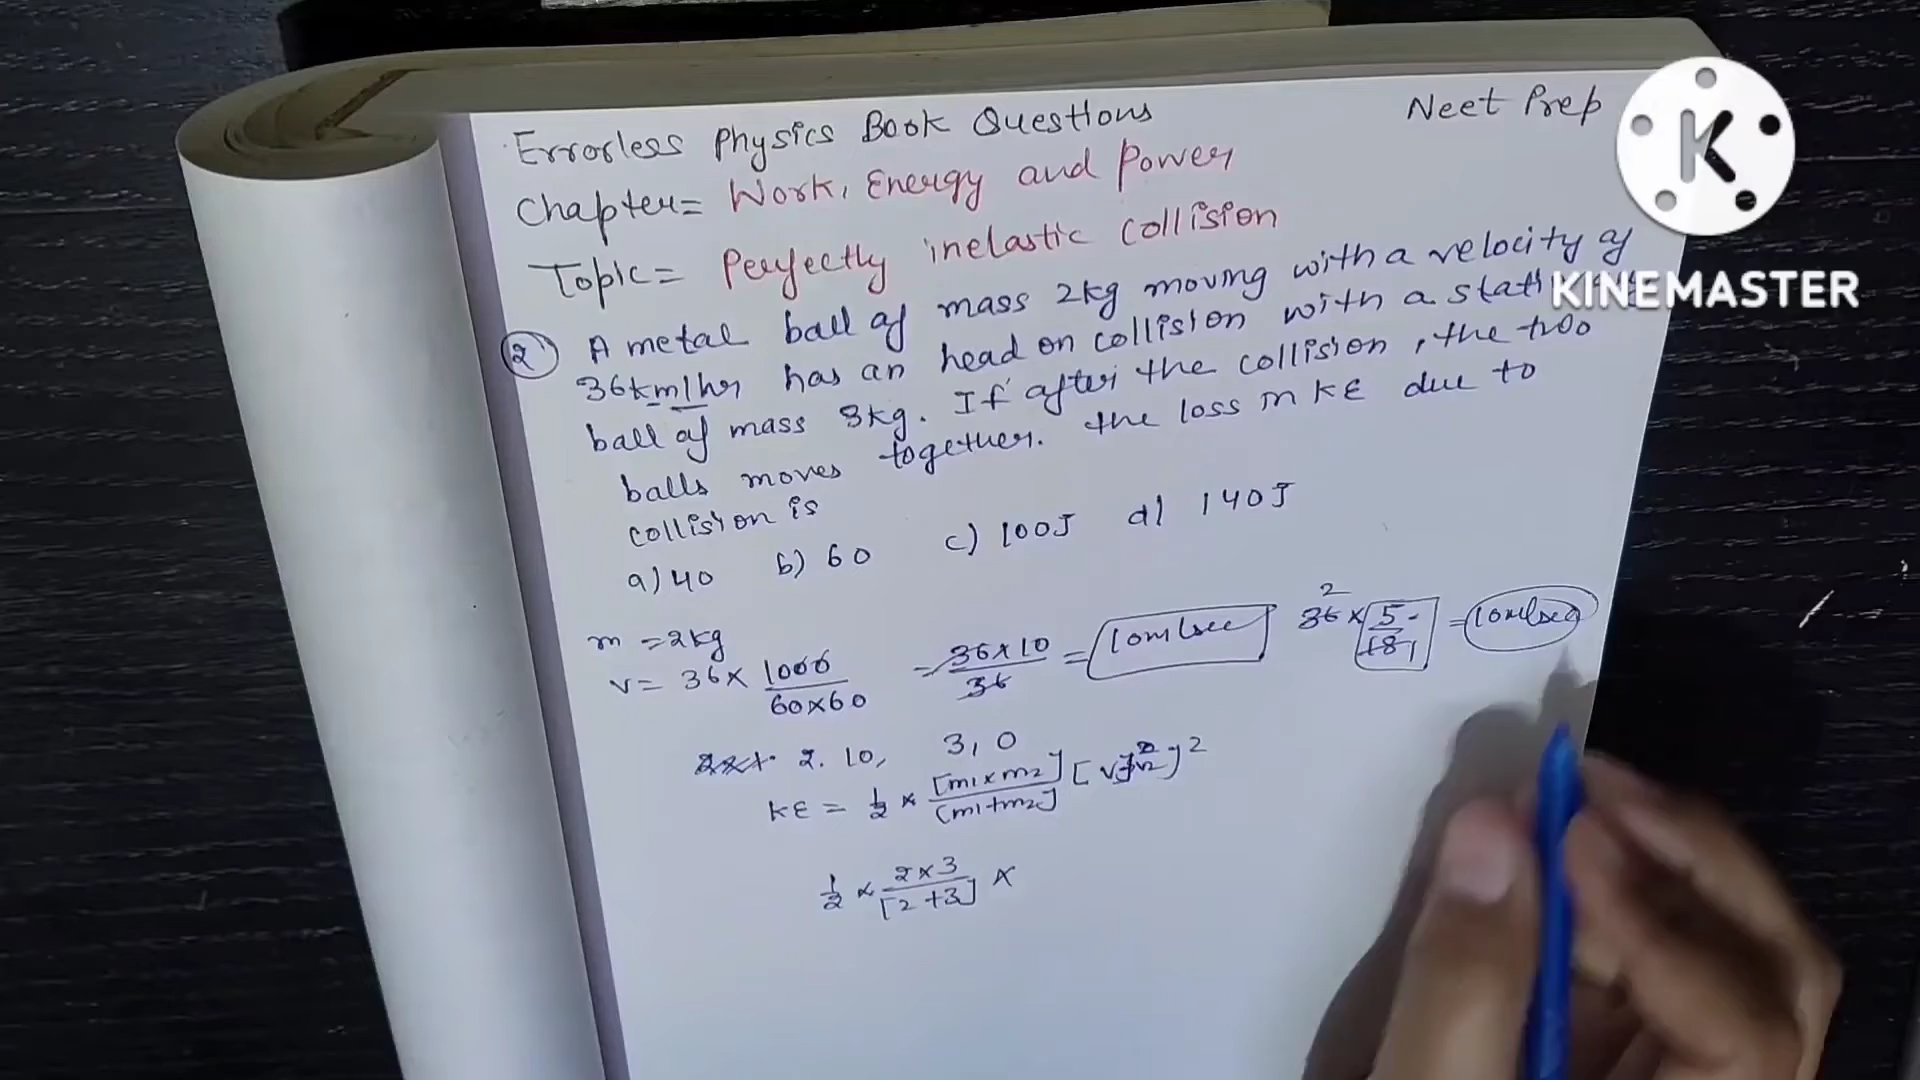 Errorless Physics Book Questions Neet Prep
Chapter= Work, Energy and Power
Topic= Perfectly inelastic collision
2 A metal ball of mass 2kg moving with a velocity of
36km/hr has an head on collision with a
ball of mass 3kg. If after the collision, the two
balls moves together. the loss in KE due to
collision is
a) 40 b) 60 c) 100J d) 140J
m = 2kg
v = 36 × 1000 / 60×60 = 36×10 / 36 = 10m/sec 36 × 5 / 18 = 10m/sec
2
2. 10, 3, 0
KE = 1/2 × [m1 × m2] / [m1+m2]
1/2 × 2×3 / [2+3] ×
K
KINEMASTER